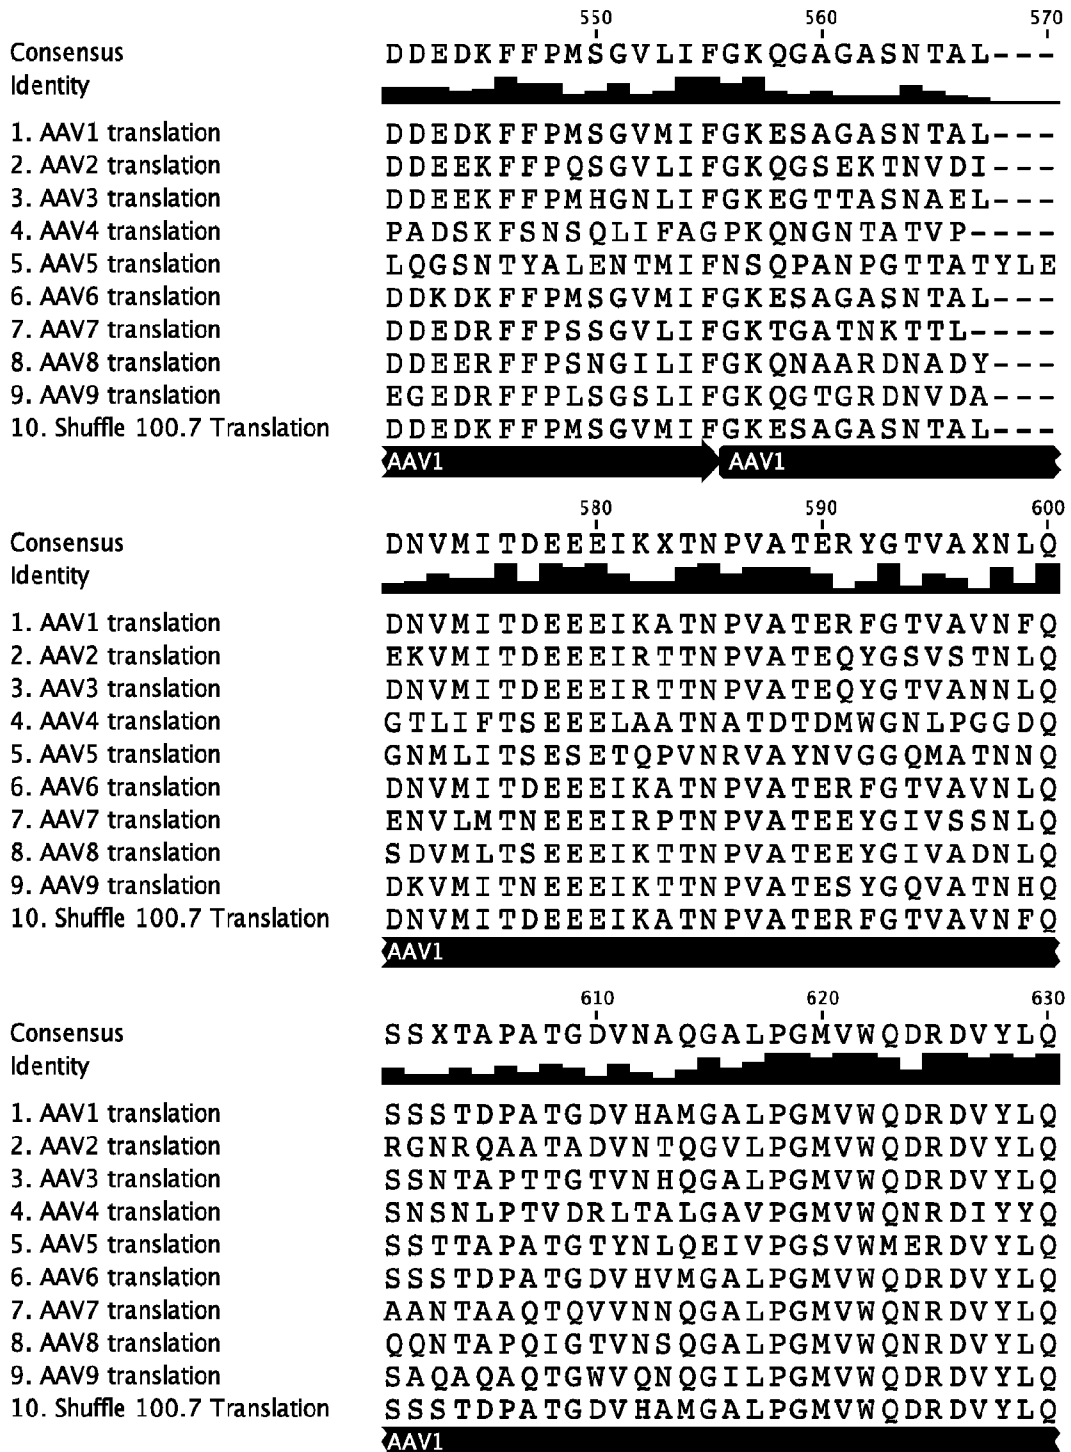 550 560 570
Consensus DDEDKFFPMSGVLIFGKQGAGASNTAL---
Identity
1. AAV1 translation DDEDKFFPMSGVMIFGKESAGASNTAL---
2. AAV2 translation DDEEKFFPQSGVLIFGKQGSEKTNVDI---
3. AAV3 translation DDEEKFFPMHGNLIFGKEGTTASNAEL---
4. AAV4 translation PADSKFSNSQLIFAGPKQNGNTATVP----
5. AAV5 translation LQGSNTYALENTMIFNSQPANPGTTATYLE
6. AAV6 translation DDKDKFFPMSGVMIFGKESAGASNTAL---
7. AAV7 translation DDEDRFFPSSGVLIFGKTGATNKTTL----
8. AAV8 translation DDEERFFPSNGILIFGKQNAARDNADY---
9. AAV9 translation EGEDRFFPLSGSLIFGKQGTGRDNVDA---
10. Shuffle 100.7 Translation DDEDKFFPMSGVMIFGKESAGASNTAL---
AAV1 AAV1
580 590 600
Consensus DNVMITDEEEIKXTNPVATERYGTVAXNLQ
Identity
1. AAV1 translation DNVMITDEEEIKATNPVATERFGTVAVNFQ
2. AAV2 translation EKVMITDEEEIRTTNPVATEQYGSVSTNLQ
3. AAV3 translation DNVMITDEEEIRTTNPVATEQYGTVANNLQ
4. AAV4 translation GTLIFTSEEELAATNATDTDMWGNLPGGDQ
5. AAV5 translation GNMLITSESETQPVNRVAYNVGGQMATNNQ
6. AAV6 translation DNVMITDEEEIKATNPVATERFGTVAVNLQ
7. AAV7 translation ENVLMTNEEEIRPTNPVATEEYGIVSSNLQ
8. AAV8 translation SDVMLTSEEEIKTTNPVATEEYGIVADNLQ
9. AAV9 translation DKVMITNEEEIKTTNPVATESYGQVATNHQ
10. Shuffle 100.7 Translation DNVMITDEEEIKATNPVATERFGTVAVNFQ
AAV1
610 620 630
Consensus SSXTAPATGDVNAQGALPGMVWQDRDVYLQ
Identity
1. AAV1 translation SSSTDPATGDVHAMGALPGMVWQDRDVYLQ
2. AAV2 translation RGNRQAATADVNTQGVLPGMVWQDRDVYLQ
3. AAV3 translation SSNTAPTTGTVNHQGALPGMVWQDRDVYLQ
4. AAV4 translation SNSNLPTVDRLTALGAVPGMVWQNRDIYYQ
5. AAV5 translation SSTTAPATGTYNLQEIVPGSVWMERDVYLQ
6. AAV6 translation SSSTDPATGDVHVMGALPGMVWQDRDVYLQ
7. AAV7 translation AANTAAQTQVVNNQGALPGMVWQNRDVYLQ
8. AAV8 translation QQNTAPQIGTVNSQGALPGMVWQNRDVYLQ
9. AAV9 translation SAQAQAQTGWVQNQGILPGMVWQDRDVYLQ
10. Shuffle 100.7 Translation SSSTDPATGDVHAMGALPGMVWQDRDVYLQ
AAV1